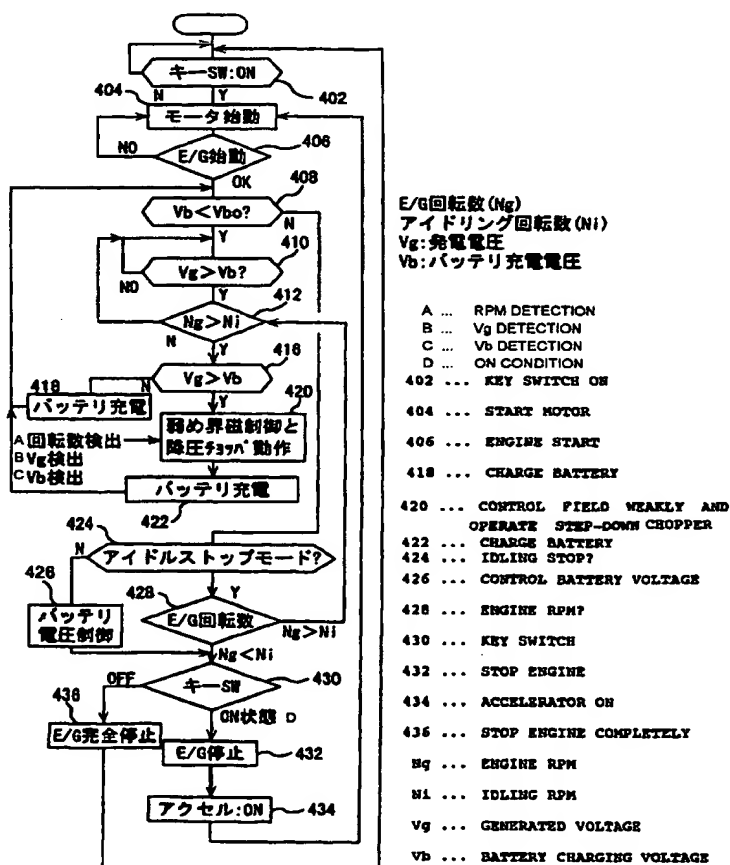 キーSW:ON
402
404
N
Y
モータ始動
406
NO
E/G始動
OK
408
Vb<Vbo?
N
Y
410
Vg>Vb?
NO
Y
412
Ng>Ni
N
Y
416
Vg>Vb
418
N
Y
420
バッテリ充電
弱め界磁制御と
降圧チョッパ動作
A 回転数検出
B Vg検出
C Vb検出
バッテリ充電
422
424
N
アイドルストップモード?
426
428
Y
バッテリ
電圧制御
E/G回転数
Ng>Ni
Ng<Ni
430
OFF
キーSW
436
ON状態 D
E/G完全停止
E/G停止
432
アクセル:ON
434
E/G回転数(Ng)
アイドリング回転数(Ni)
Vg:発電電圧
Vb:バッテリ充電電圧
A ... RPM DETECTION
B ... Vg DETECTION
C ... Vb DETECTION
D ... ON CONDITION
402 ... KEY SWITCH ON
404 ... START MOTOR
406 ... ENGINE START
418 ... CHARGE BATTERY
420 ... CONTROL FIELD WEAKLY AND
OPERATE STEP-DOWN CHOPPER
422 ... CHARGE BATTERY
424 ... IDLING STOP?
426 ... CONTROL BATTERY VOLTAGE
428 ... ENGINE RPM?
430 ... KEY SWITCH
432 ... STOP ENGINE
434 ... ACCELERATOR ON
436 ... STOP ENGINE COMPLETELY
Ng ... ENGINE RPM
Ni ... IDLING RPM
Vg ... GENERATED VOLTAGE
Vb ... BATTERY CHARGING VOLTAGE